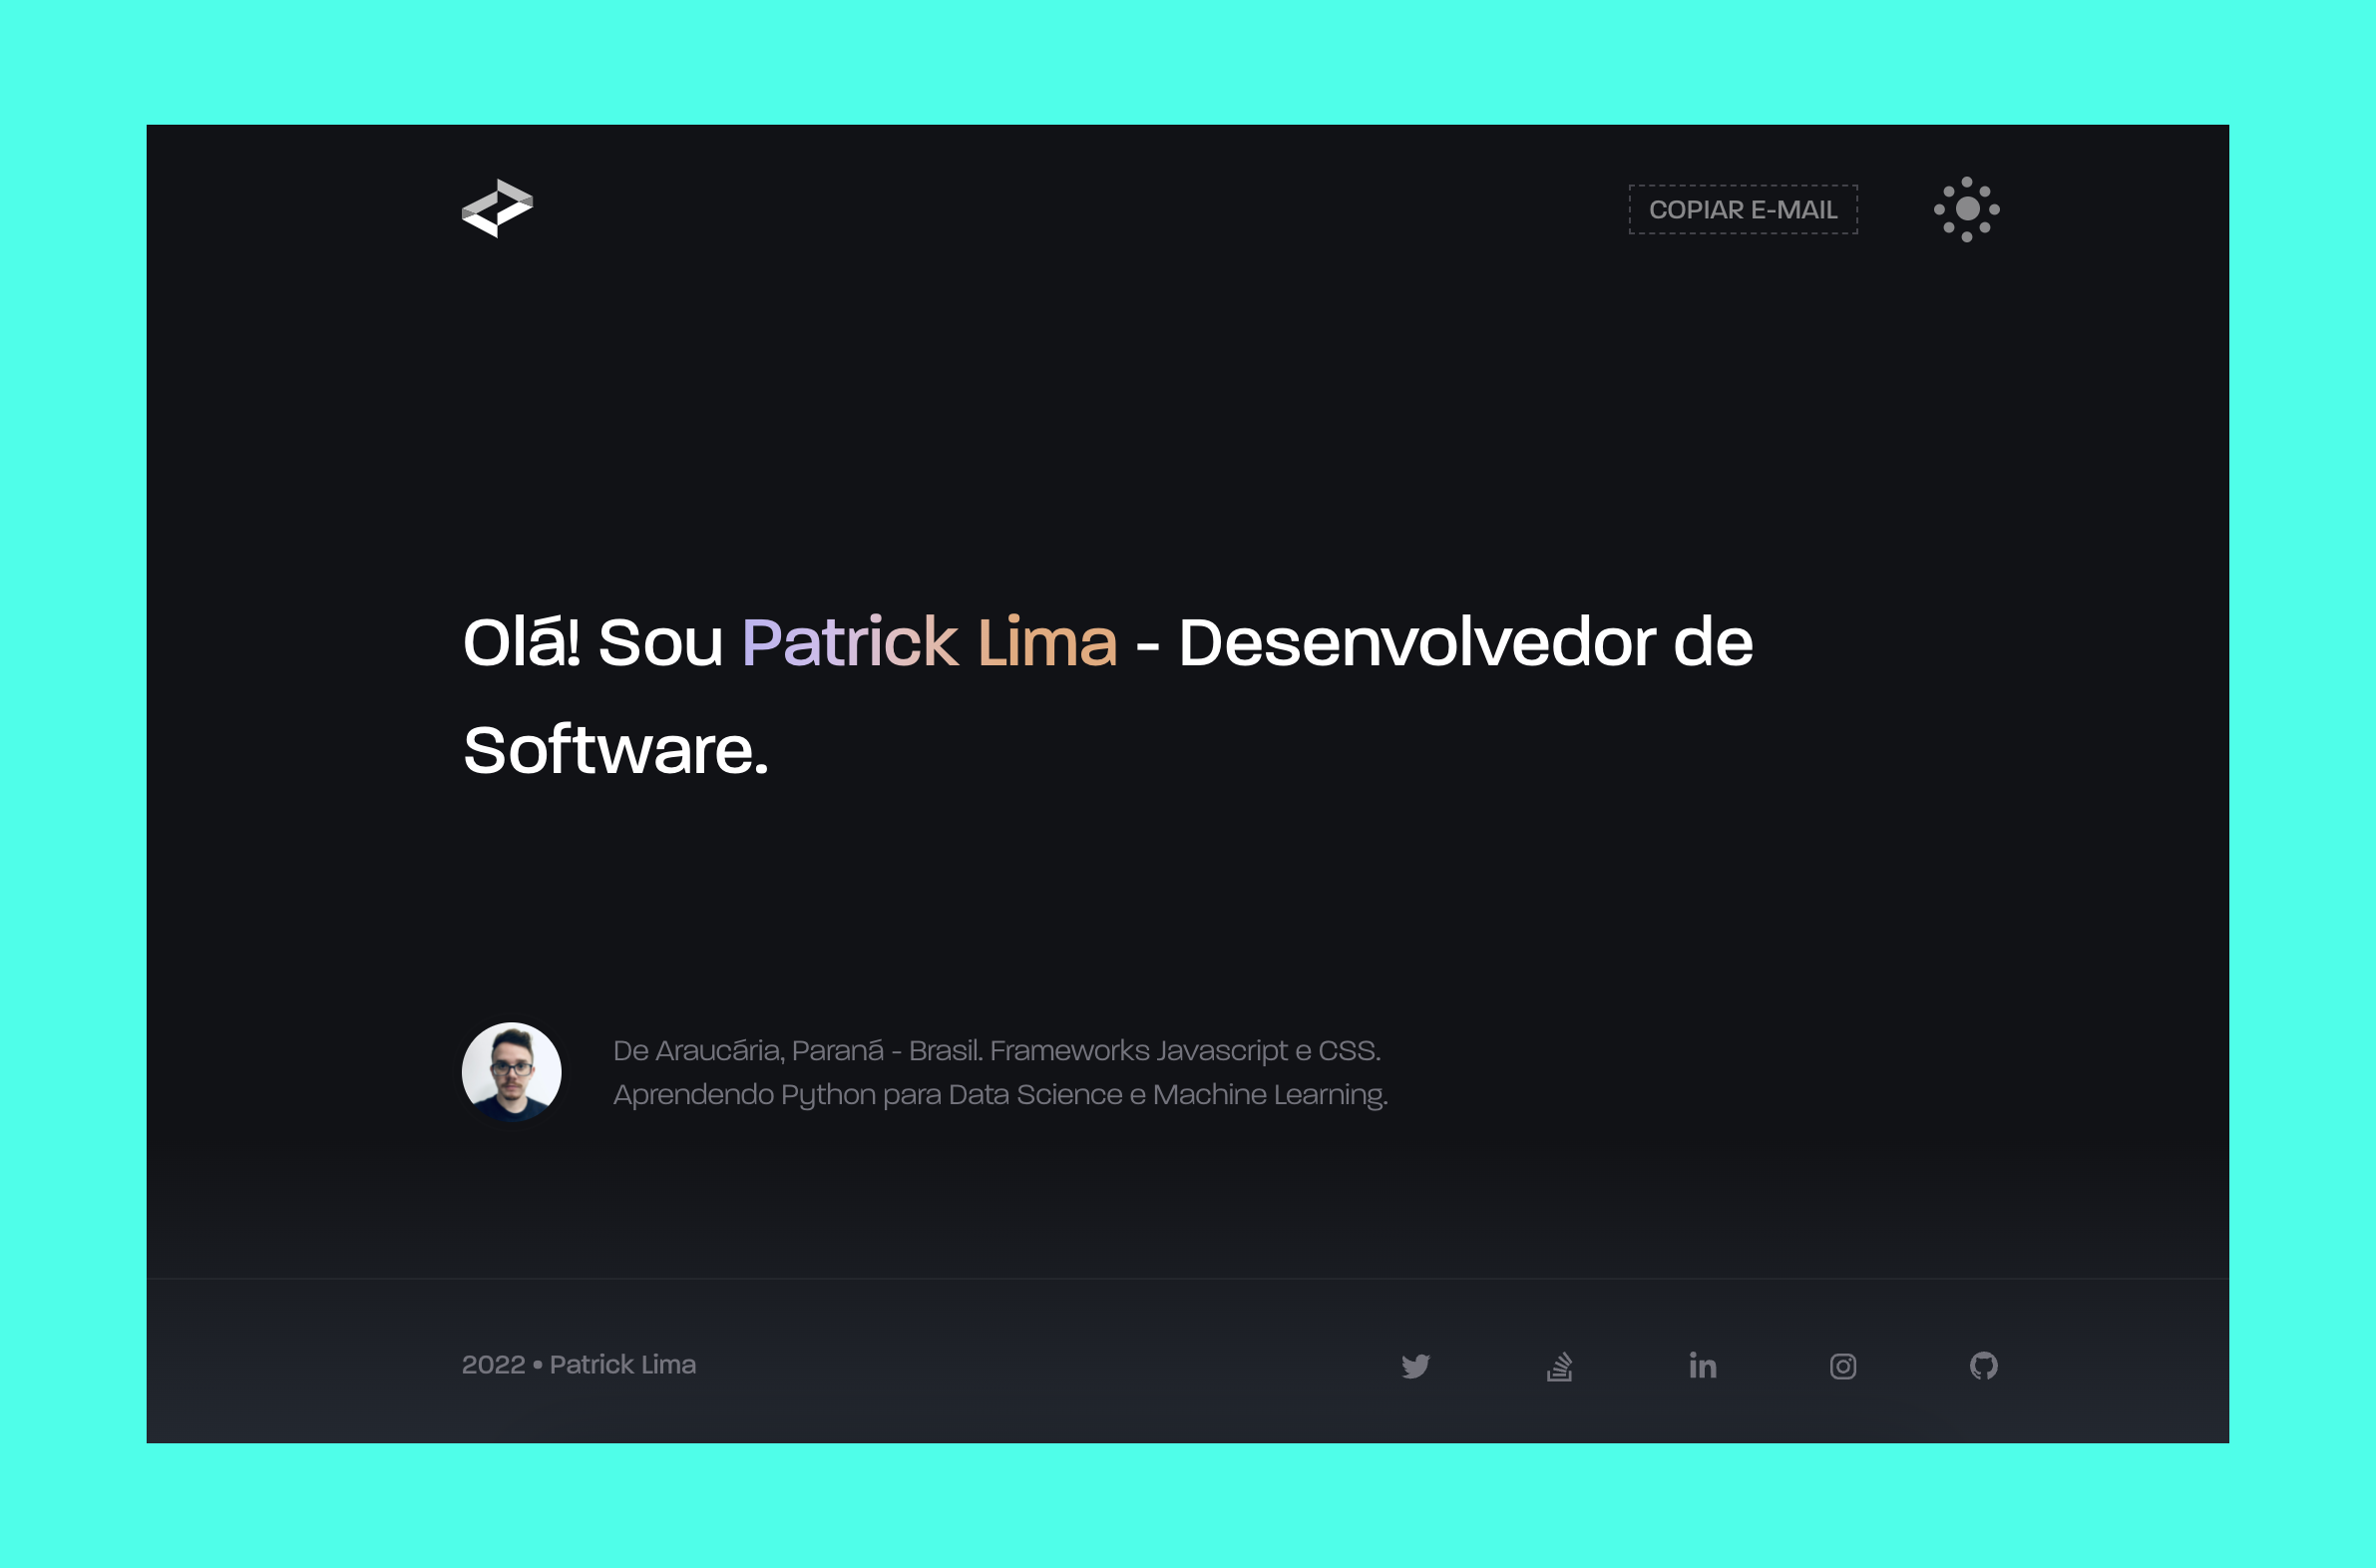 COPIAR E-MAIL
Olá! Sou Patrick Lima - Desenvolvedor de
Software.
De Araucária, Paraná - Brasil. Frameworks Javascript e CSS.
Aprendendo Python para Data Science e Machine Learning.
2022 • Patrick Lima